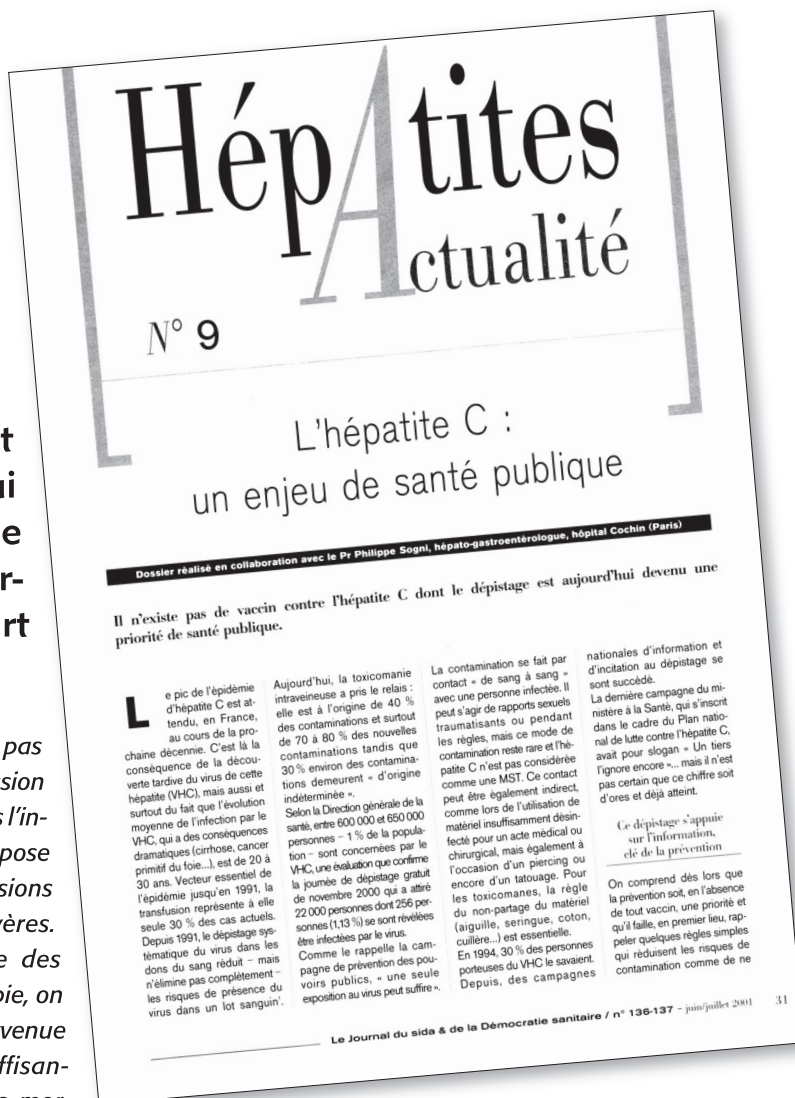 t
ui
e
r-
rt
pas
sion
s l'in-
pose
sions
vères.
e des
pie, on
venue
ffisan-
HépAtites
Actualité
N° 9
L'hépatite C :
un enjeu de santé publique
Dossier réalisé en collaboration avec le Pr Philippe Sogni, hépato-gastroentérologue, hôpital Cochin (Paris)
Il n'existe pas de vaccin contre l'hépatite C dont le dépistage est aujourd'hui devenu une
priorité de santé publique.
Le pic de l'épidémie
d'hépatite C est at-
tendu, en France,
au cours de la pro-
chaine décennie. C'est là la
conséquence de la décou-
verte tardive du virus de cette
hépatite (VHC), mais aussi et
surtout du fait que l'évolution
moyenne de l'infection par le
VHC, qui a des conséquences
dramatiques (cirrhose, cancer
primitif du foie...), est de 20 à
30 ans. Vecteur essentiel de
l'épidémie jusqu'en 1991, la
transfusion représente à elle
seule 30 % des cas actuels.
Depuis 1991, le dépistage sys-
tématique du virus dans les
dons du sang réduit – mais
n'élimine pas complètement –
les risques de présence du
virus dans un lot sanguin¹.
Aujourd'hui, la toxicomanie
intraveineuse a pris le relais :
elle est à l'origine de 40 %
des contaminations et surtout
de 70 à 80 % des nouvelles
contaminations tandis que
30 % environ des contamina-
tions demeurent « d'origine
indéterminée ».
Selon la Direction générale de la
santé, entre 600 000 et 650 000
personnes – 1 % de la popula-
tion – sont concernées par le
VHC, une évaluation que confirme
la journée de dépistage gratuit
de novembre 2000 qui a attiré
22 000 personnes dont 256 per-
sonnes (1,13 %) se sont révélées
être infectées par le virus.
Comme le rappelle la cam-
pagne de prévention des pou-
voirs publics, « une seule
exposition au virus peut suffire ».
La contamination se fait par
contact « de sang à sang »
avec une personne infectée. Il
peut s'agir de rapports sexuels
traumatisants ou pendant
les règles, mais ce mode de
contamination reste rare et l'hé-
patite C n'est pas considérée
comme une MST. Ce contact
peut être également indirect,
comme lors de l'utilisation de
matériel insuffisamment désin-
fecté pour un acte médical ou
chirurgical, mais également à
l'occasion d'un piercing ou
encore d'un tatouage. Pour
les toxicomanes, la règle
du non-partage du matériel
(aiguille, seringue, coton,
cuillère...) est essentielle.
En 1994, 30 % des personnes
porteuses du VHC le savaient.
Depuis, des campagnes
nationales d'information et
d'incitation au dépistage se
sont succédé.
La dernière campagne du mi-
nistère à la Santé, qui s'inscrit
dans le cadre du Plan natio-
nal de lutte contre l'hépatite C,
avait pour slogan « Un tiers
l'ignore encore »... mais il n'est
pas certain que ce chiffre soit
d'ores et déjà atteint.
Ce dépistage s'appuie
sur l'information,
clé de la prévention
On comprend dès lors que
la prévention soit, en l'absence
de tout vaccin, une priorité et
qu'il faille, en premier lieu, rap-
peler quelques règles simples
qui réduisent les risques de
contamination comme de ne
Le Journal du sida & de la Démocratie sanitaire / n° 136-137 – juin/juillet 2001 31